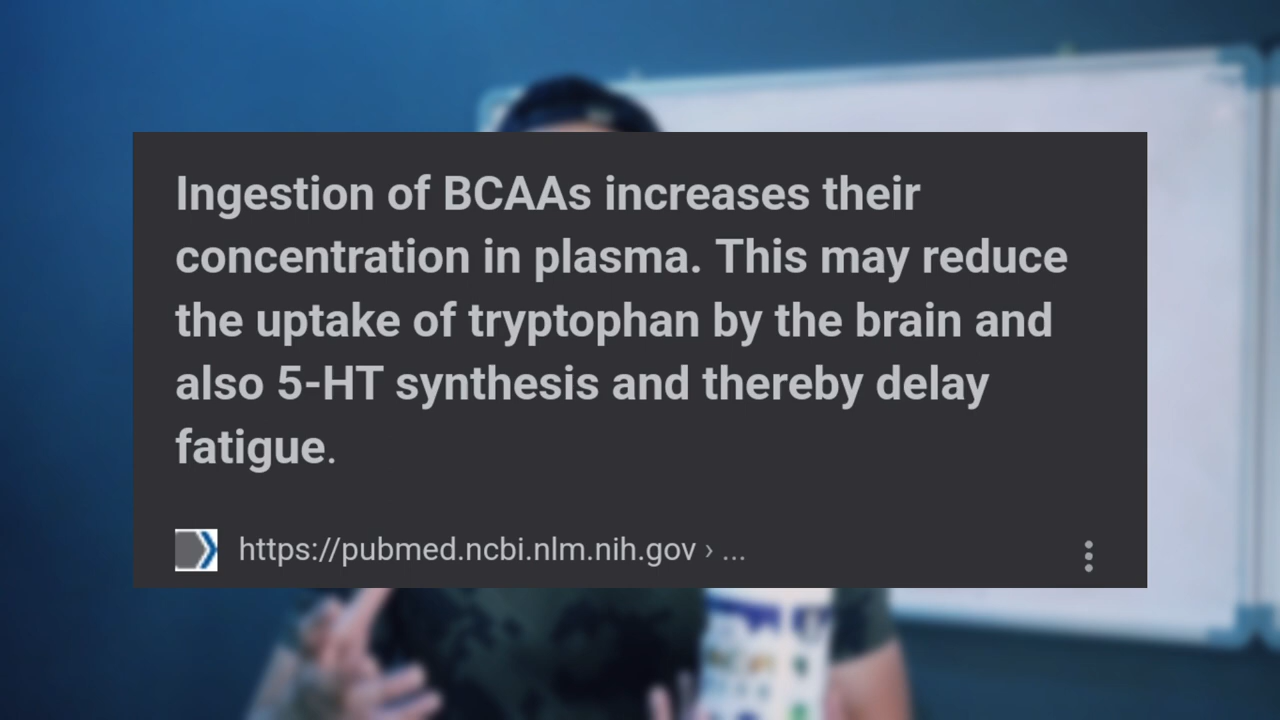 Ingestion of BCAAs increases their
concentration in plasma. This may reduce
the uptake of tryptophan by the brain and
also 5-HT synthesis and thereby delay
fatigue.
https://pubmed.ncbi.nlm.nih.gov › ...